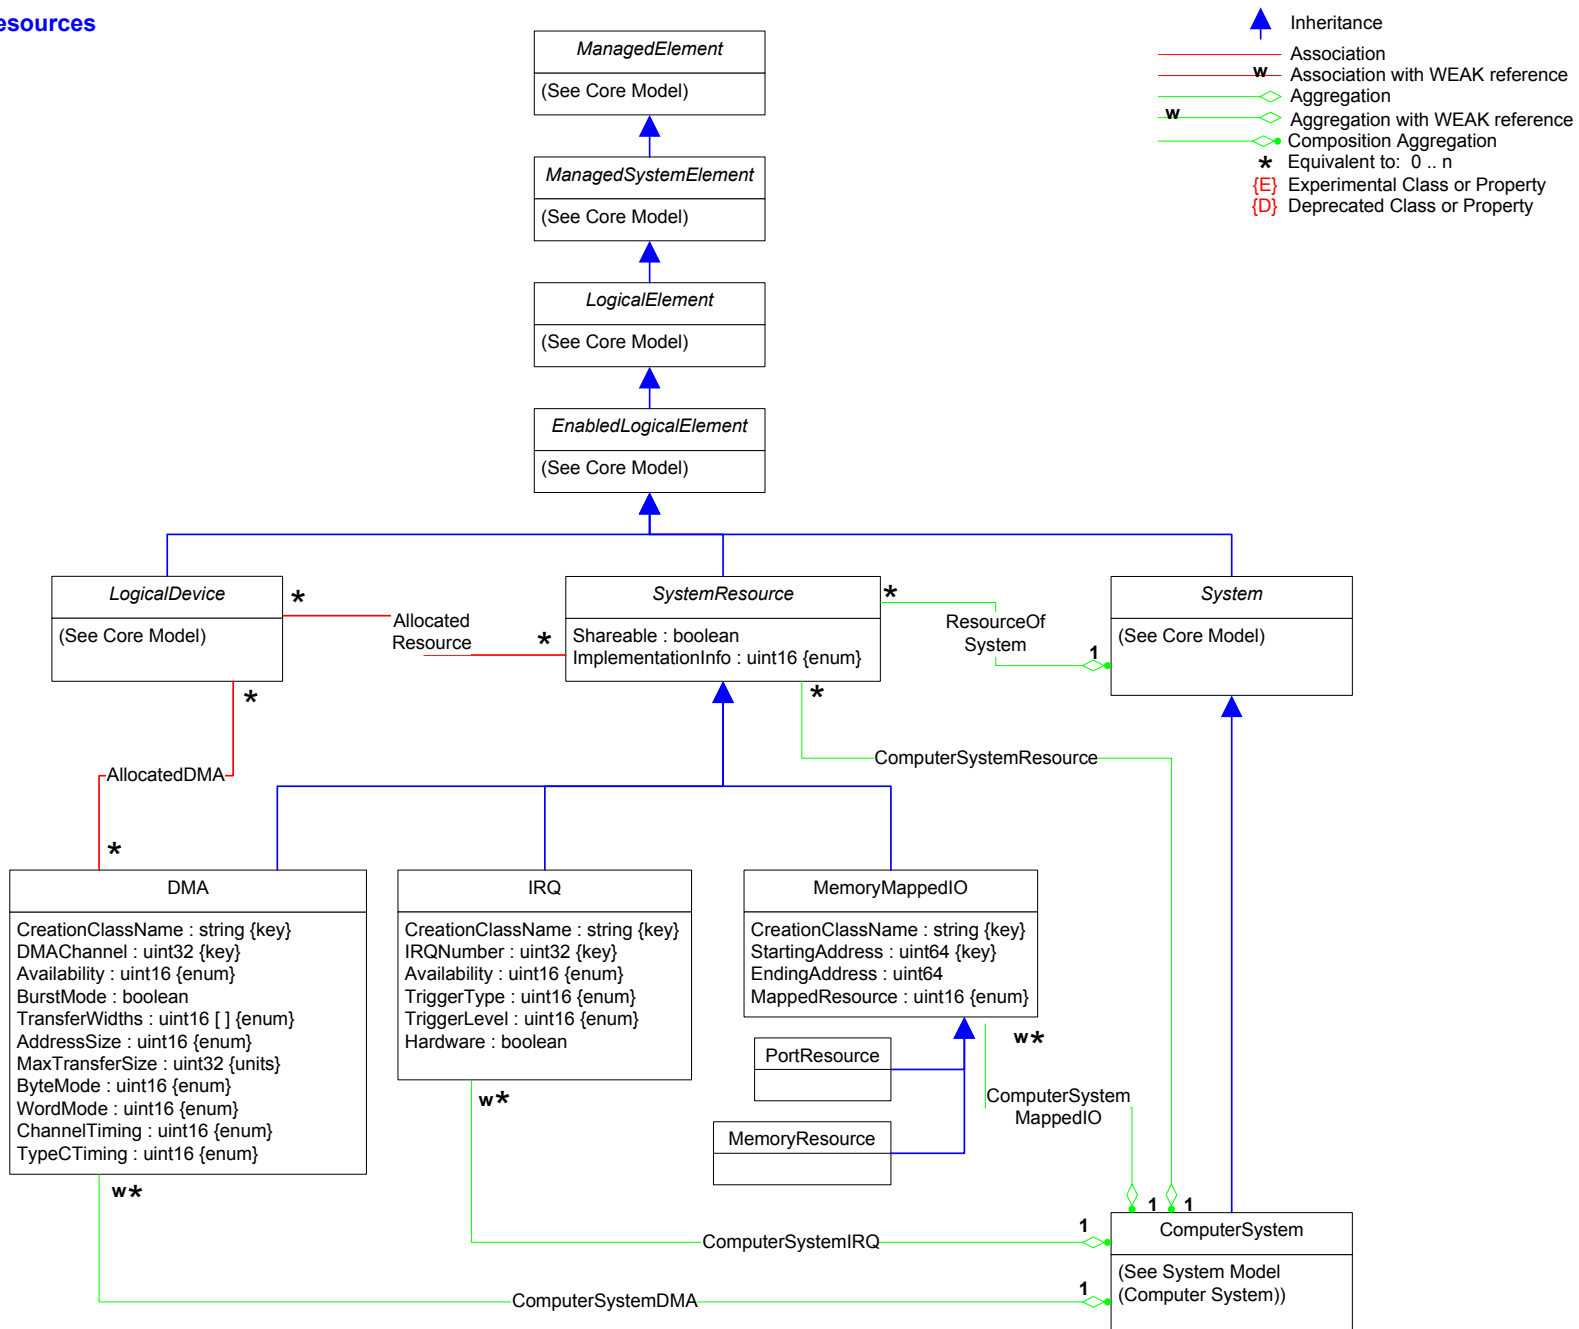 esources
Inheritance
Association
w Association with WEAK reference
Aggregation
w Aggregation with WEAK reference
Composition Aggregation
* Equivalent to: 0 .. n
{E} Experimental Class or Property
{D} Deprecated Class or Property
ManagedElement
(See Core Model)
ManagedSystemElement
(See Core Model)
LogicalElement
(See Core Model)
EnabledLogicalElement
(See Core Model)
LogicalDevice
(See Core Model)
*
*
Allocated
Resource
*
SystemResource
Shareable : boolean
ImplementationInfo : uint16 {enum}
*
*
ResourceOf
System
1
System
(See Core Model)
ComputerSystemResource
AllocatedDMA
*
DMA
CreationClassName : string {key}
DMAChannel : uint32 {key}
Availability : uint16 {enum}
BurstMode : boolean
TransferWidths : uint16 [ ] {enum}
AddressSize : uint16 {enum}
MaxTransferSize : uint32 {units}
ByteMode : uint16 {enum}
WordMode : uint16 {enum}
ChannelTiming : uint16 {enum}
TypeCTiming : uint16 {enum}
w*
IRQ
CreationClassName : string {key}
IRQNumber : uint32 {key}
Availability : uint16 {enum}
TriggerType : uint16 {enum}
TriggerLevel : uint16 {enum}
Hardware : boolean
w*
MemoryMappedIO
CreationClassName : string {key}
StartingAddress : uint64 {key}
EndingAddress : uint64
MappedResource : uint16 {enum}
w*
PortResource
MemoryResource
ComputerSystem
MappedIO
1 1
ComputerSystemIRQ
1
ComputerSystemDMA
1
ComputerSystem
(See System Model
(Computer System))